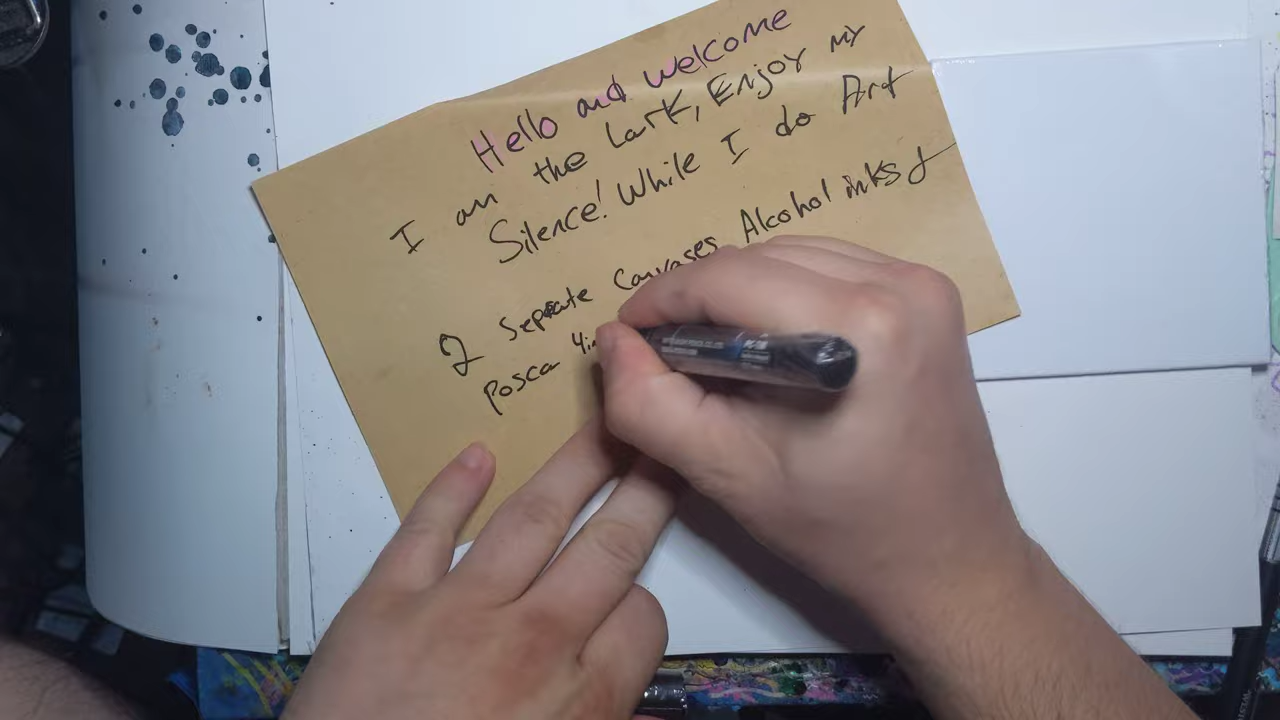 Hello and welcome
I am the Lark, Enjoy my
Silence! While I do Art
2 Seperate Canvases Alcohol inks &
Posca